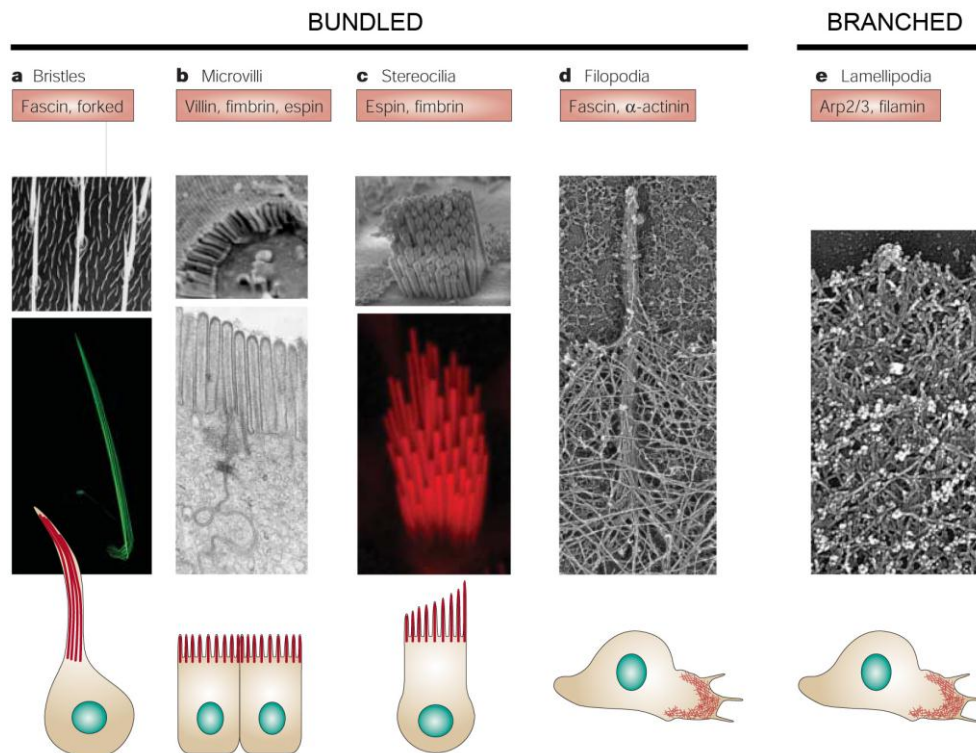 BUNDLED
BRANCHED
a Bristles
b Microvilli
c Stereocilia
d Filopodia
e Lamellipodia
Fascin, forked
Villin, fimbrin, espin
Espin, fimbrin
Fascin, α-actinin
Arp2/3, filamin